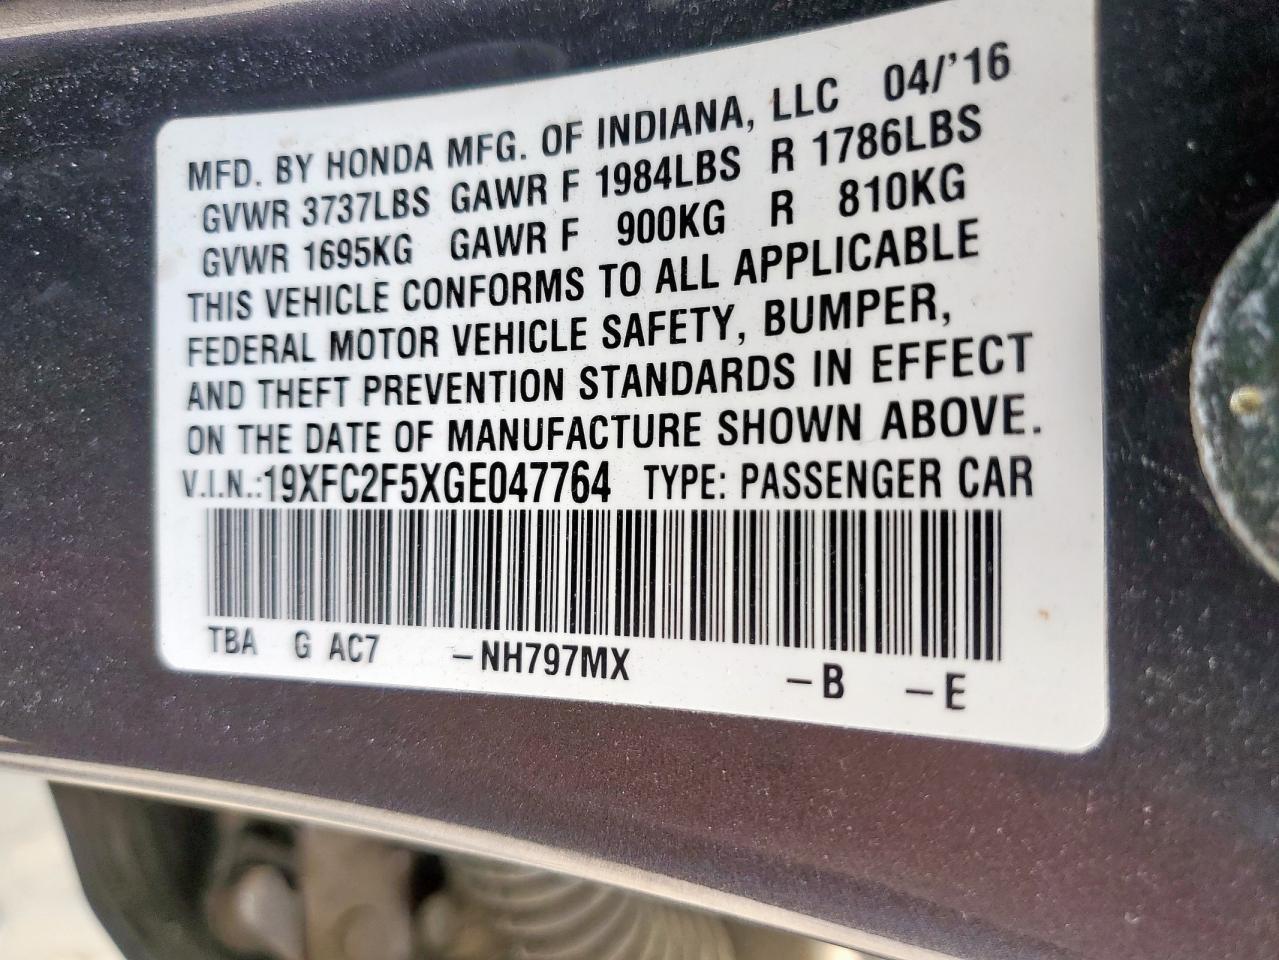 MFD. BY HONDA MFG. OF INDIANA, LLC 04/'16
GVWR 3737LBS GAWR F 1984LBS R 1786LBS
GVWR 1695KG GAWR F 900KG R 810KG
THIS VEHICLE CONFORMS TO ALL APPLICABLE
FEDERAL MOTOR VEHICLE SAFETY, BUMPER,
AND THEFT PREVENTION STANDARDS IN EFFECT
ON THE DATE OF MANUFACTURE SHOWN ABOVE.
V.I.N.:19XFC2F5XGE047764 TYPE: PASSENGER CAR
TBA G AC7 –NH797MX –B –E